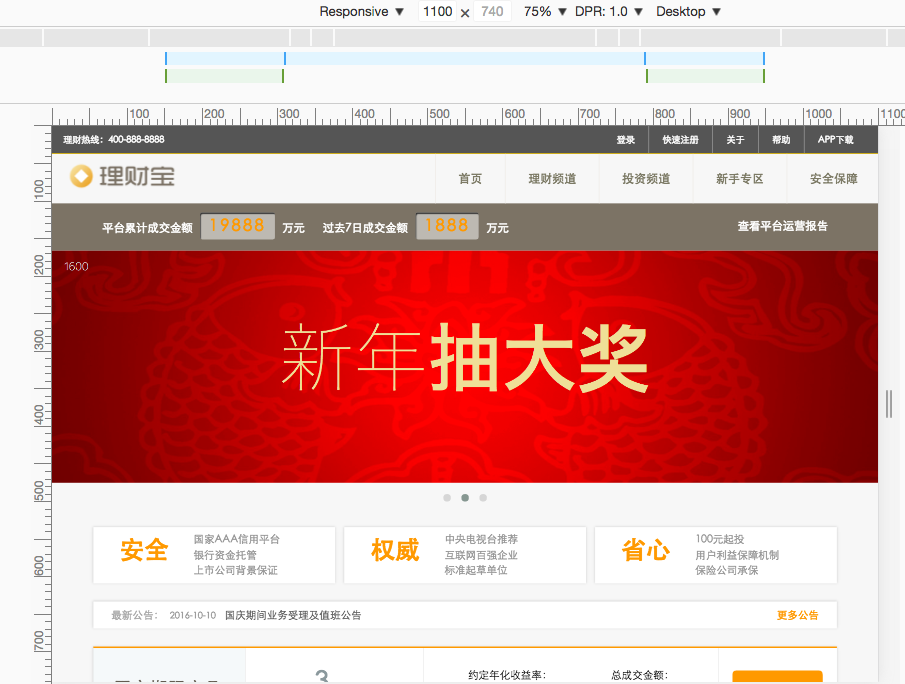 Responsive ▼ 1100 × 740 75% ▼ DPR: 1.0 ▼ Desktop ▼
100 200 300 400 500 600 700 800 900 1000 1100
理财热线：400-888-8888 登录 快速注册 关于 帮助 APP下载
理财宝 首页 理财频道 投资频道 新手专区 安全保障
100
平台累计成交金额 19888 万元 过去7日成交金额 1888 万元 查看平台运营报告
200
1600
300
新年抽大奖
400
500
安全
国家AAA信用平台
银行资金托管
上市公司背景保证
权威
中央电视台推荐
互联网百强企业
标准起草单位
省心
100元起投
用户利益保障机制
保险公司承保
600
最新公告： 2016-10-10 国庆期间业务受理及值班公告 更多公告
700
3 约定年化收益率： 总成交金额：